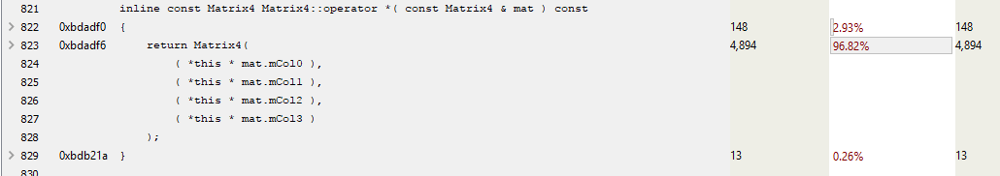 821 inline const Matrix4 Matrix4::operator *( const Matrix4 & mat ) const
822 0xbdadf0 { 148 2.93% 148
823 0xbdadf6 return Matrix4( 4,894 96.82% 4,894
824 ( *this * mat.mCol0 ),
825 ( *this * mat.mCol1 ),
826 ( *this * mat.mCol2 ),
827 ( *this * mat.mCol3 )
828 );
829 0xbdb21a } 13 0.26% 13
830